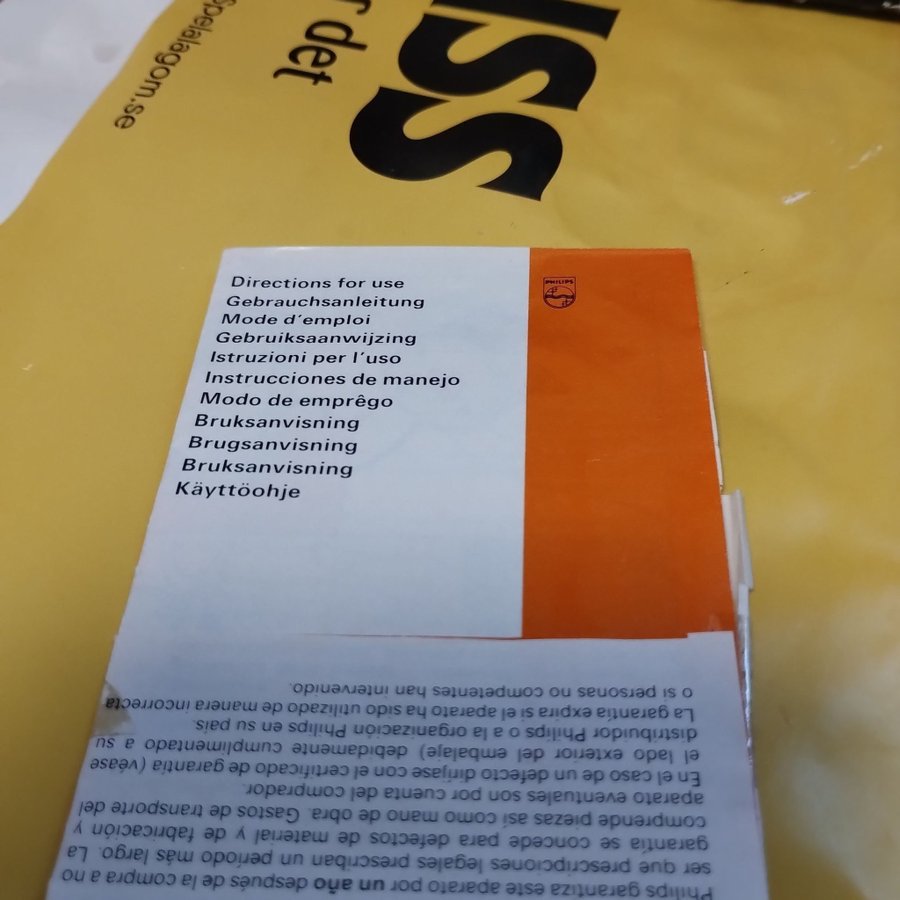 Spelalagom.se
r det
ISS
Directions for use
Gebrauchsanleitung
Mode d'emploi
Gebruiksaanwijzing
Istruzioni per l'uso
Instrucciones de manejo
Modo de emprêgo
Bruksanvisning
Brugsanvisning
Bruksanvisning
Käyttöohje
PHILIPS
Philips garantiza este aparato por un año después de la compra a no
ser que prescripciones legales prescriban un período más largo. La
garantía se concede para defectos de material y de fabricación y
comprende piezas así como mano de obra. Gastos de transporte del
aparato eventuales son por cuenta del comprador.
En el caso de un defecto diríjase con el certificado de garantía (véase
el lado exterior del embalaje) debidamente cumplimentado a su
distribuidor Philips o a la organización Philips en su país.
La garantía expira si el aparato ha sido utilizado de manera incorrecta
o si personas no competentes han intervenido.